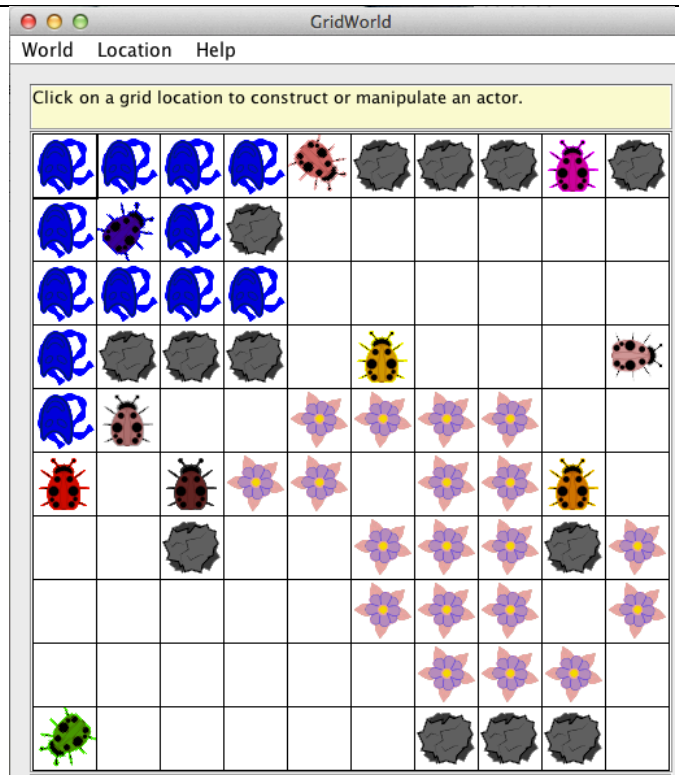 GridWorld
World Location Help
Click on a grid location to construct or manipulate an actor.